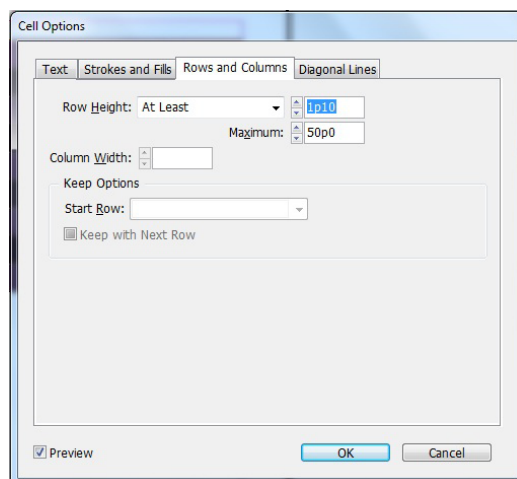 Cell Options
Text Strokes and Fills Rows and Columns Diagonal Lines
Row Height: At Least 1p10
Maximum: 50p0
Column Width:
Keep Options
Start Row:
Keep with Next Row
Preview OK Cancel